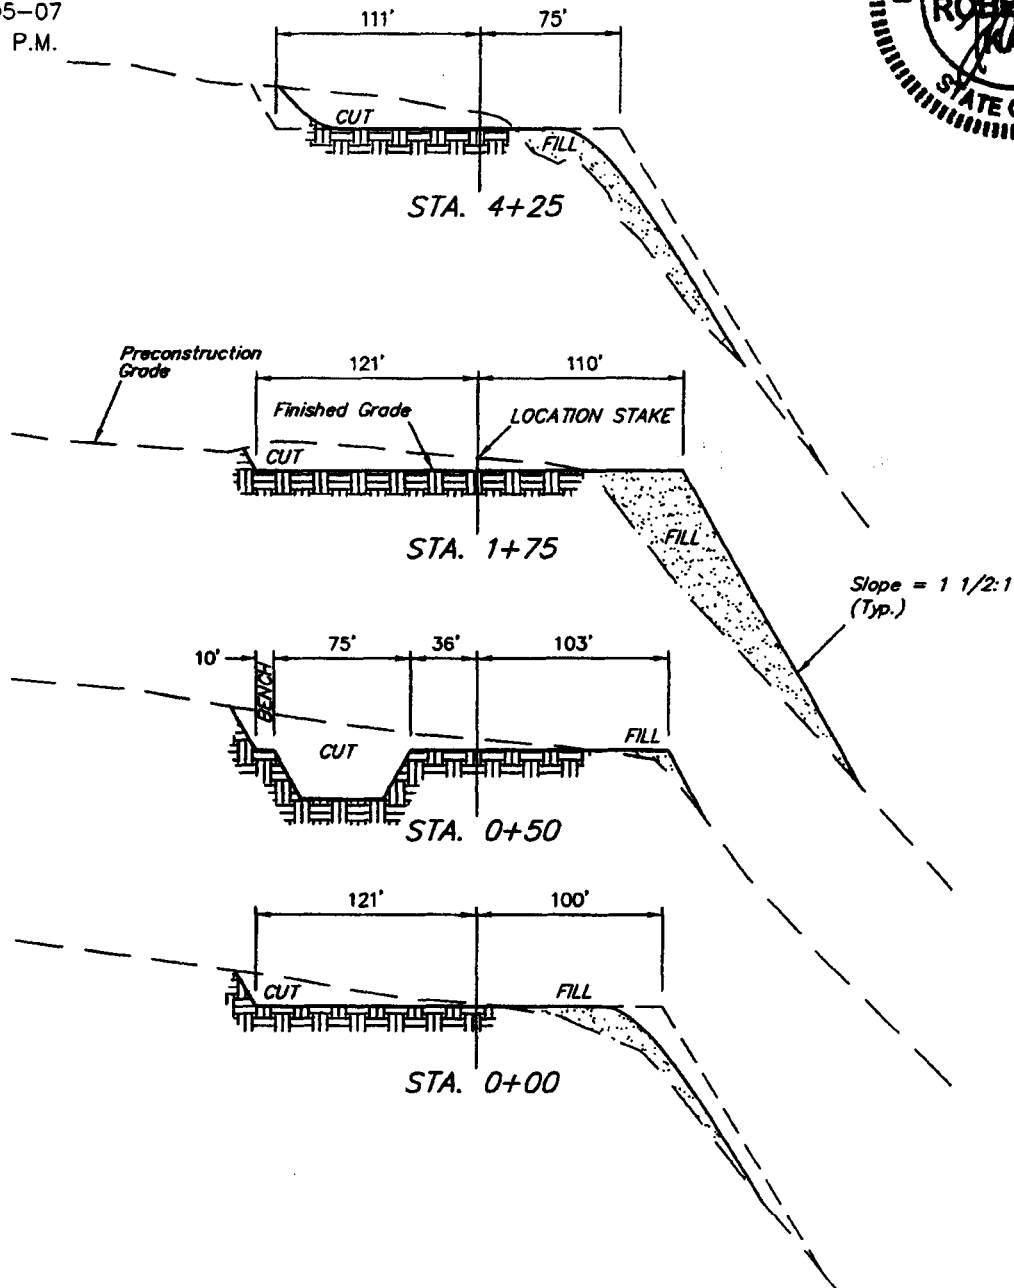 05-07
P.M.
111' 75'
CUT
FILL
STA. 4+25
STATE
Preconstruction
Grade
121' 110'
Finished Grade
LOCATION STAKE
CUT
FILL
STA. 1+75
Slope = 1 1/2:1
(Typ.)
10' 75' 36' 103'
BENCH
CUT
FILL
STA. 0+50
121' 100'
CUT
FILL
STA. 0+00